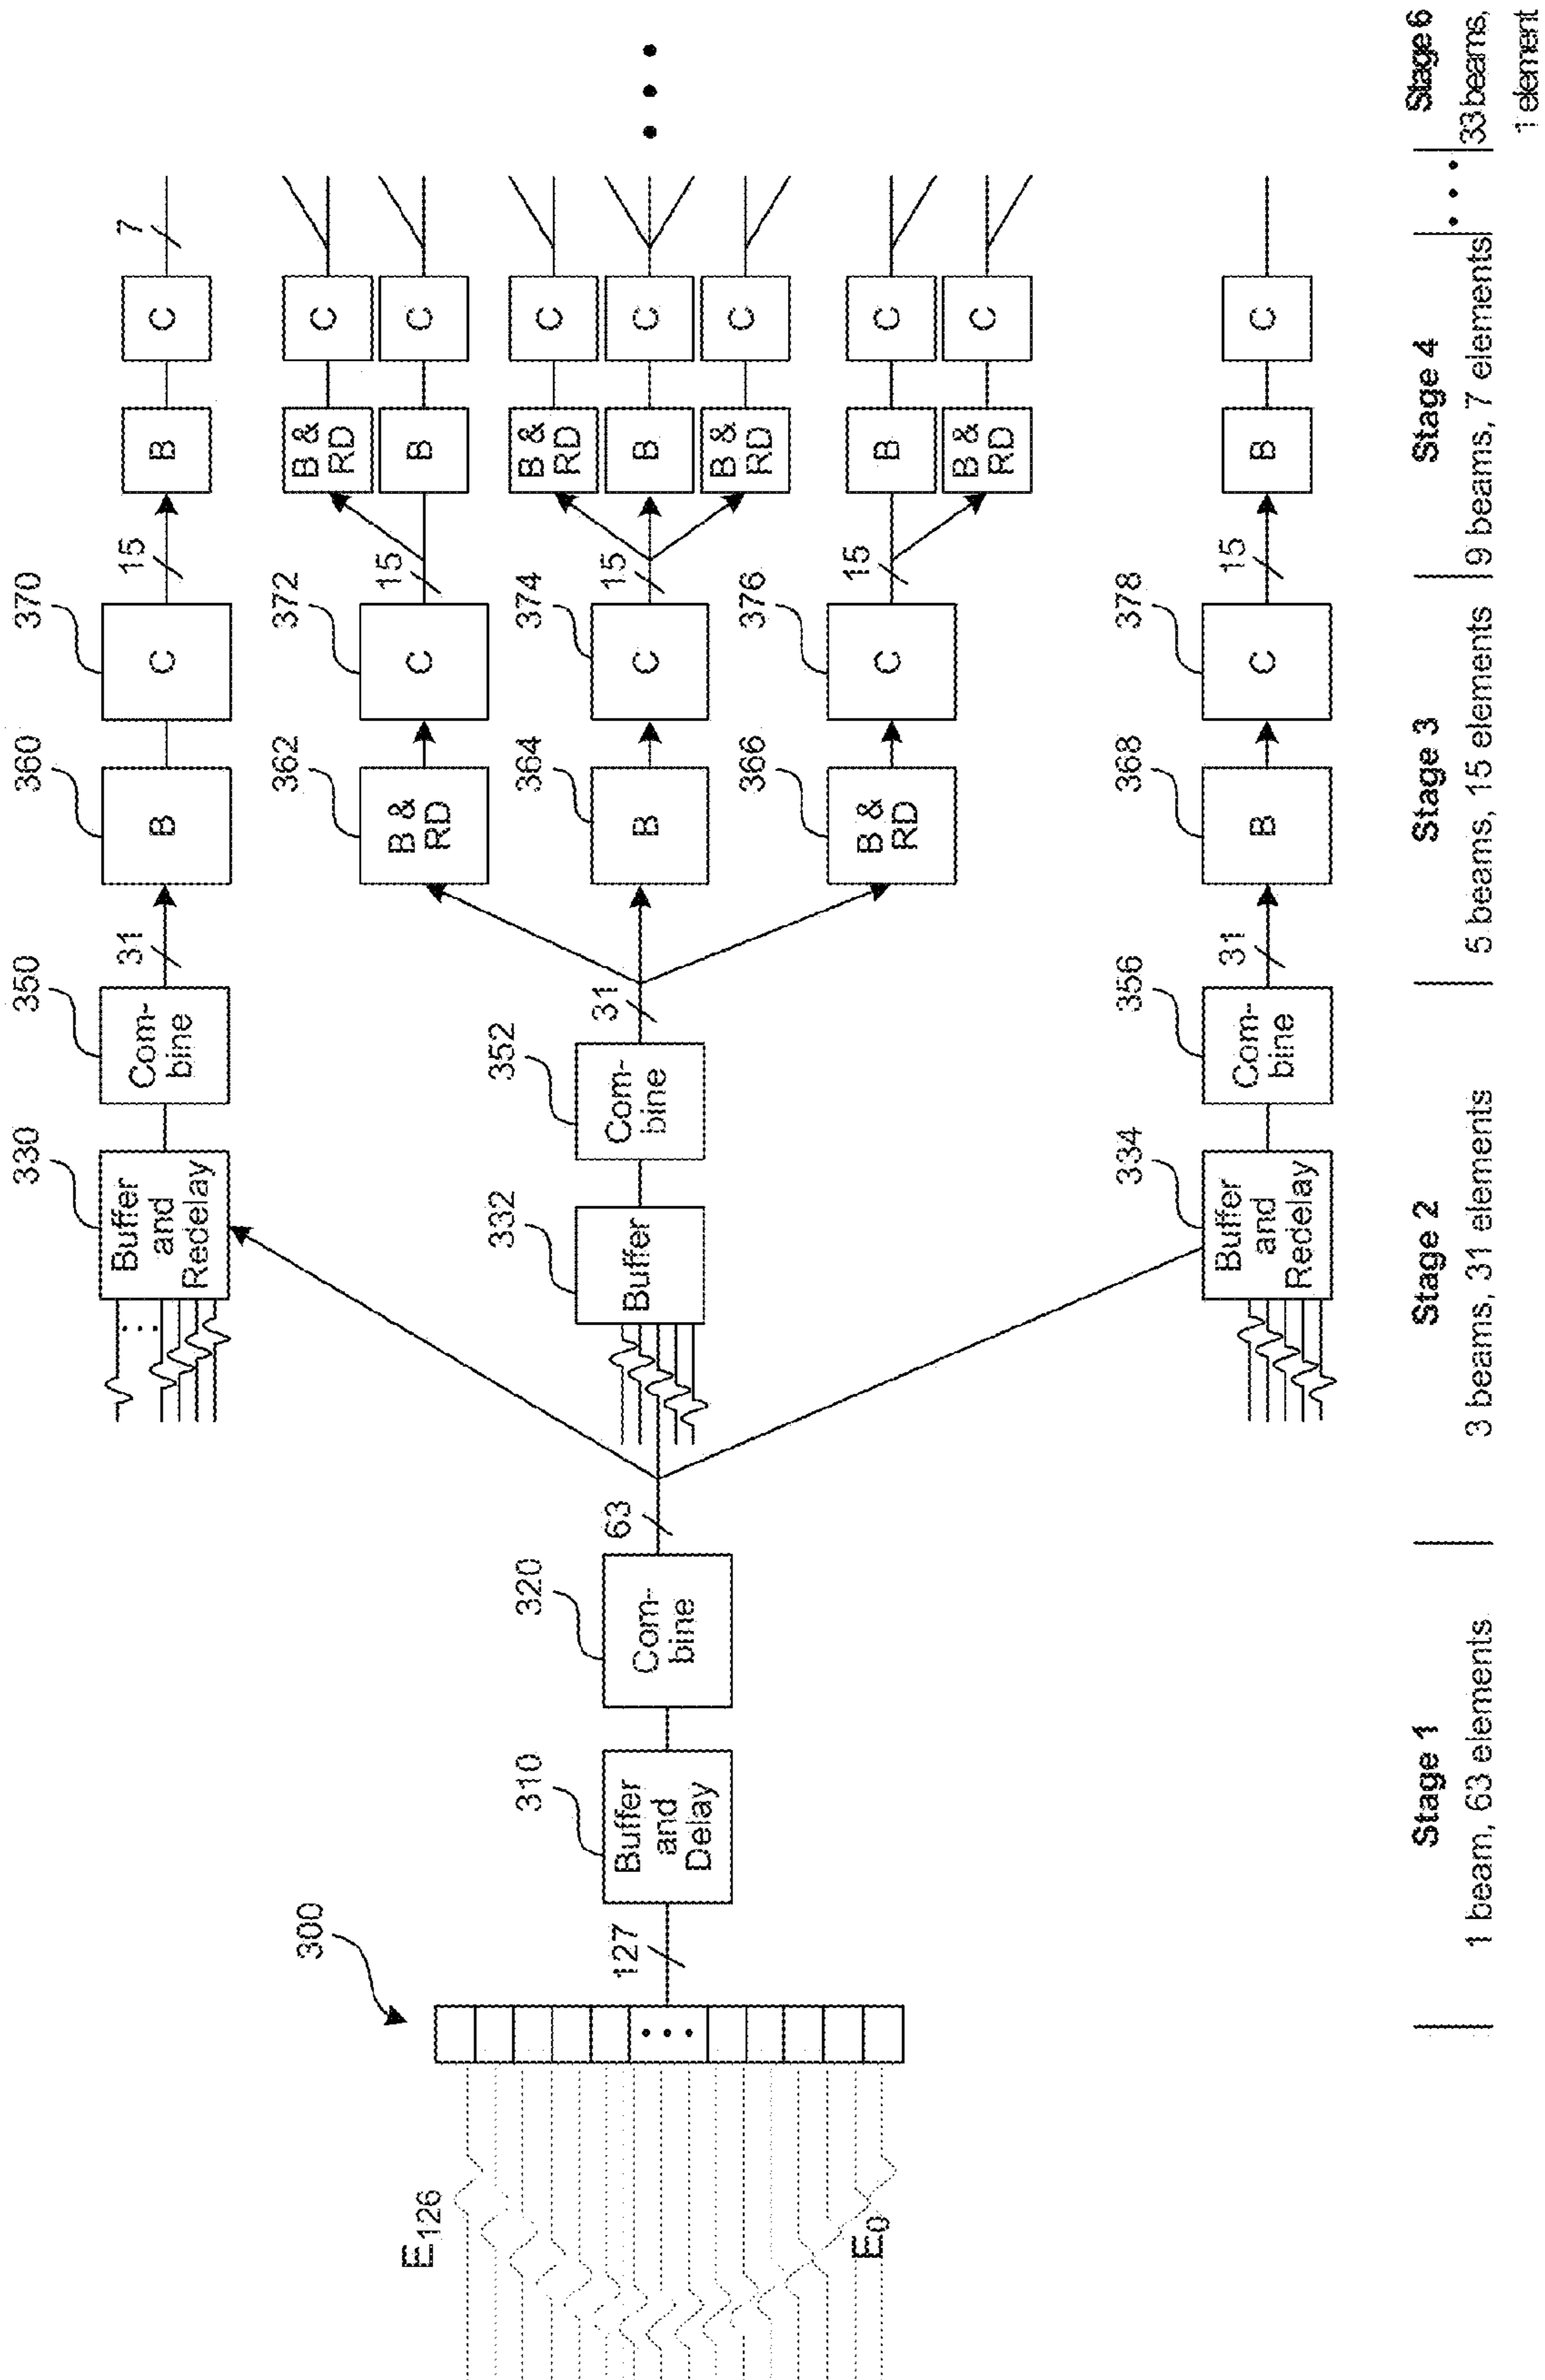 300
E126
E0
127
310
Buffer
and
Delay
320
Com-
bine
63
330
Buffer
and
Redelay
332
Buffer
334
Buffer
and
Redelay
350
Com-
bine
31
352
Com-
bine
31
356
Com-
bine
31
360
B
362
B &
RD
364
B
366
B &
RD
368
B
370
C
15
372
C
15
374
C
15
376
C
15
378
C
15
B
C
7
B &
RD
C
B
C
B &
RD
C
B
C
B &
RD
C
B
C
B &
RD
C
B
C
Stage 1
1 beam, 63 elements
Stage 2
3 beams, 31 elements
Stage 3
5 beams, 15 elements
Stage 4
9 beams, 7 elements
Stage 6
33 beams,
1 element